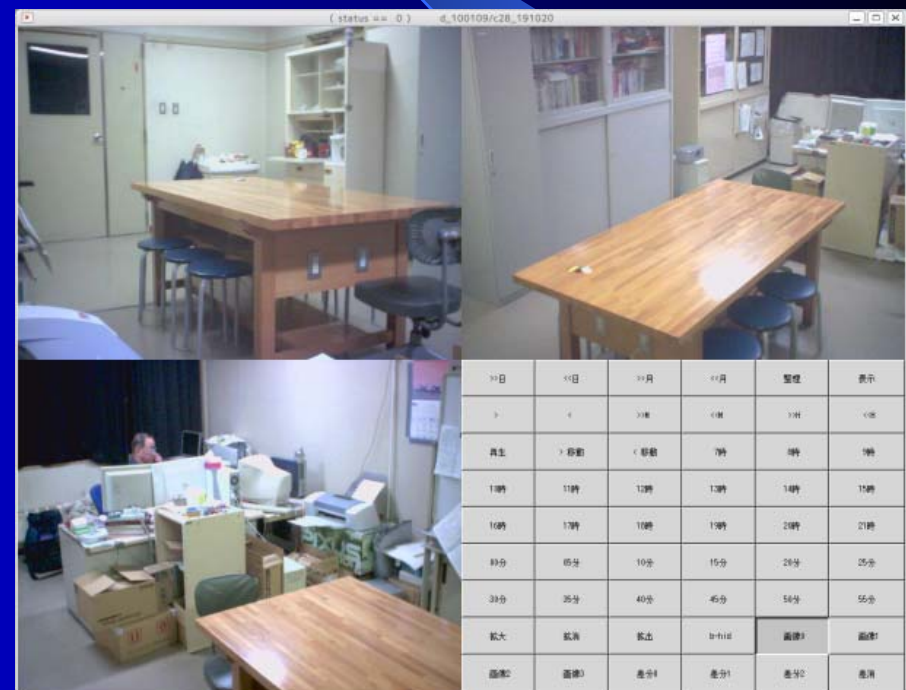 ( status == 0 ) d_100109/c28_191020
>>日 <<日 >>月 <<月 整理 表示
> < >>M <<M >>H <<H
再生 > 移動 < 移動 7時 8時 9時
10時 11時 12時 13時 14時 15時
16時 17時 18時 19時 20時 21時
00分 05分 10分 15分 20分 25分
30分 35分 40分 45分 50分 55分
拡大 拡消 拡出 b-hid 画像0 画像1
画像2 画像3 差分0 差分1 差分2 差消